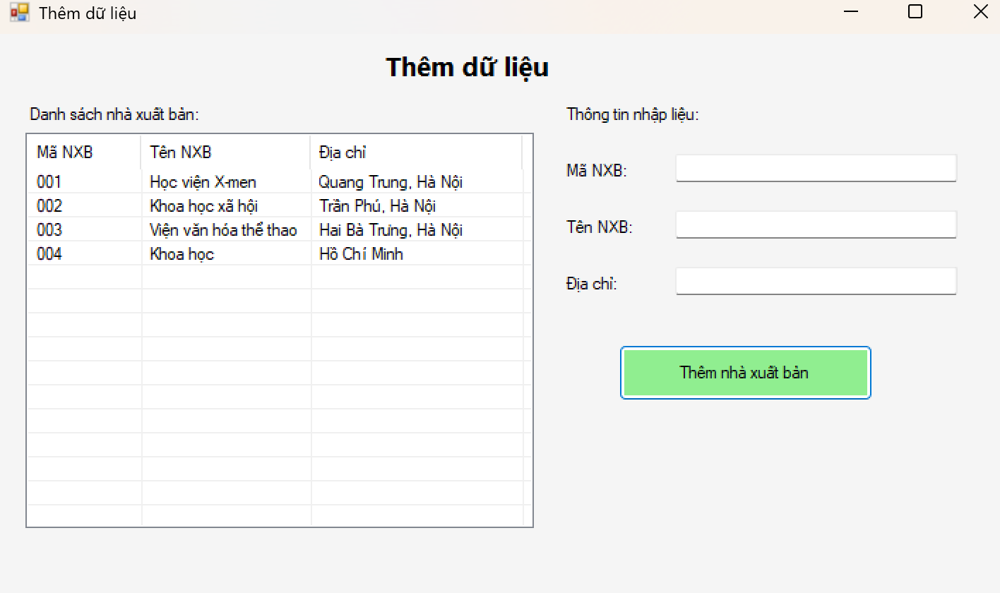 Thêm dữ liệu
Thêm dữ liệu
Danh sách nhà xuất bản:
Mã NXB Tên NXB Địa chỉ
001 Học viện X-men Quang Trung, Hà Nội
002 Khoa học xã hội Trần Phú, Hà Nội
003 Viện văn hóa thể thao Hai Bà Trưng, Hà Nội
004 Khoa học Hồ Chí Minh
Thông tin nhập liệu:
Mã NXB:
Tên NXB:
Địa chỉ:
Thêm nhà xuất bản